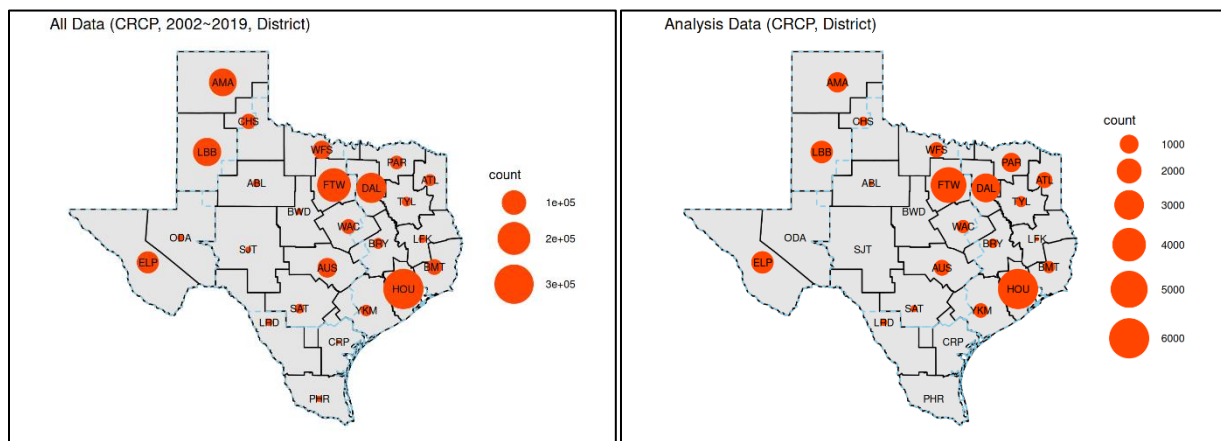 All Data (CRCP, 2002~2019, District)
AMA
CHS
LBB
WFS
PAR
ATL
ABL
FTW
DAL
TYL
BWD
WAC
ODA
SJT
BRY
LFK
ELP
AUS
BMT
HOU
SAT
YKM
LRD
CRP
PHR
count
1e+05
2e+05
3e+05
Analysis Data (CRCP, District)
AMA
CHS
LBB
WFS
PAR
ATL
ABL
FTW
DAL
TYL
BWD
WAC
ODA
SJT
BRY
LFK
ELP
AUS
BMT
HOU
SAT
YKM
LRD
CRP
PHR
count
1000
2000
3000
4000
5000
6000